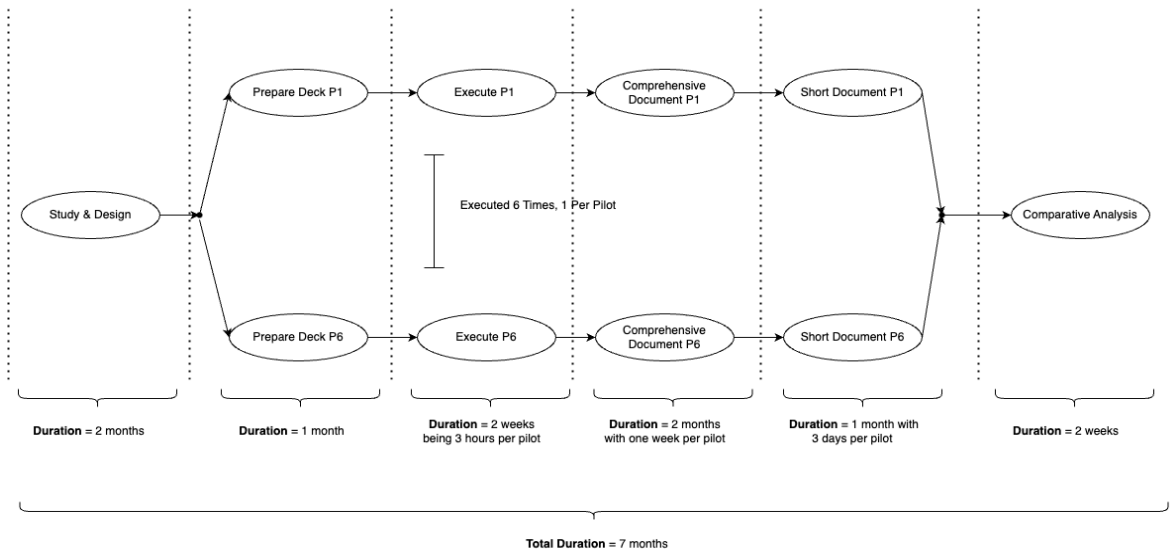 Prepare Deck P1
Execute P1
Comprehensive
Document P1
Short Document P1
Study & Design
Executed 6 Times, 1 Per Pilot
Comparative Analysis
Prepare Deck P6
Execute P6
Comprehensive
Document P6
Short Document P6
Duration = 2 months
Duration = 1 month
Duration = 2 weeks
being 3 hours per pilot
Duration = 2 months
with one week per pilot
Duration = 1 month with
3 days per pilot
Duration = 2 weeks
Total Duration = 7 months